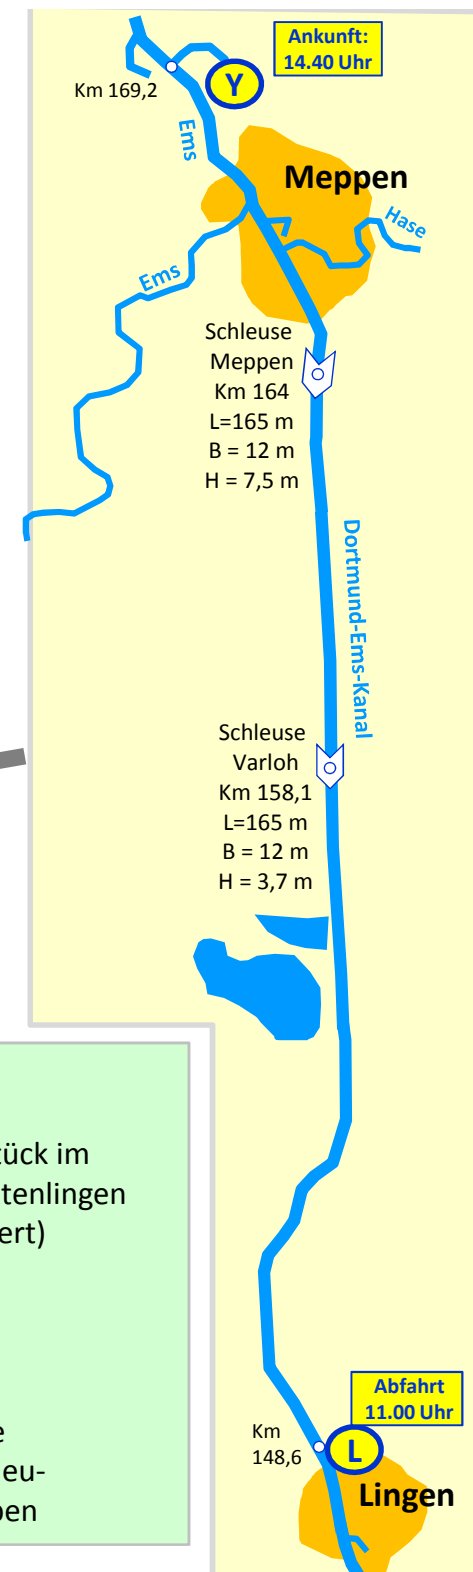 Ankunft:
14.40 Uhr
Y
Km 169,2
Ems
Meppen
Hase
Ems
Schleuse
Meppen
Km 164
L=165 m
B = 12 m
H = 7,5 m
Dortmund-Ems-Kanal
Schleuse
Varloh
Km 158,1
L=165 m
B = 12 m
H = 3,7 m
tück im
tenlingen
ert)
Abfahrt
11.00 Uhr
Km
148,6
L
Lingen
e
eu-
pen